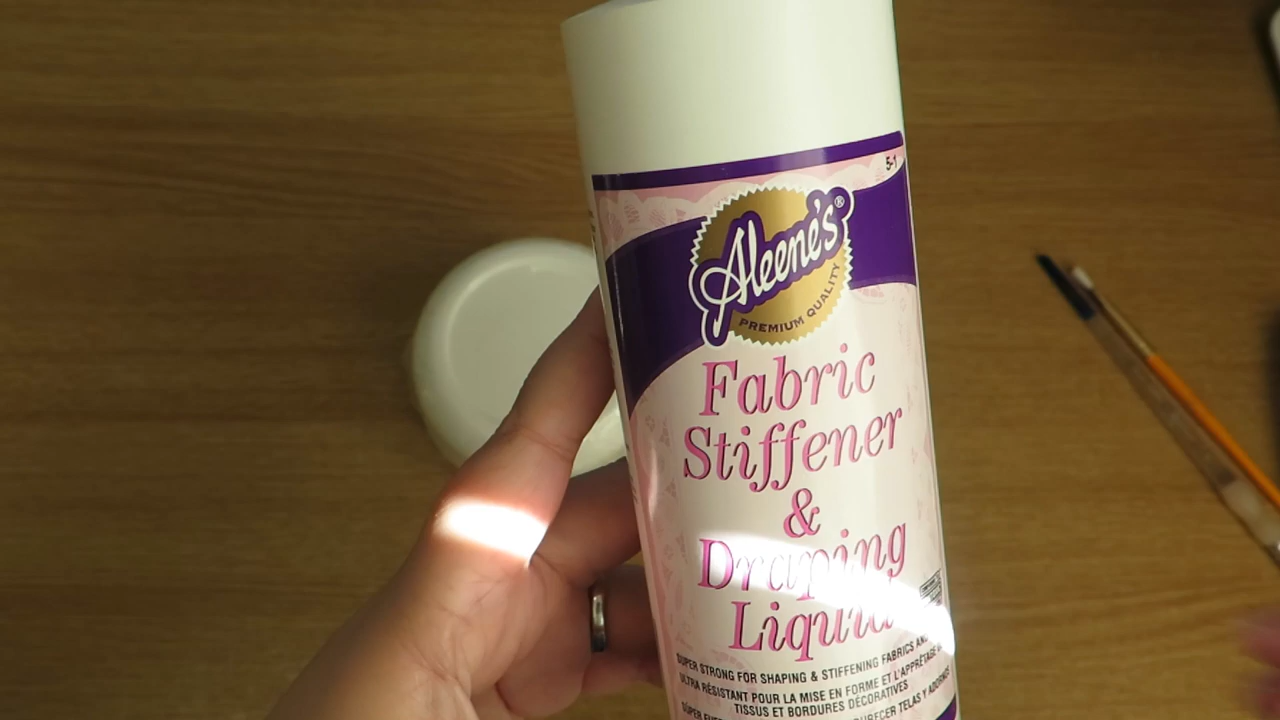 5-1
Aleene's®
PREMIUM QUALITY
Fabric
Stiffener
&
Draping
Liquid
SUPER STRONG FOR SHAPING & STIFFENING FABRICS AND
ULTRA RÉSISTANT POUR LA MISE EN FORME ET L'APPRÊTAGE
TISSUS ET BORDURES DÉCORATIVES
TELAS Y